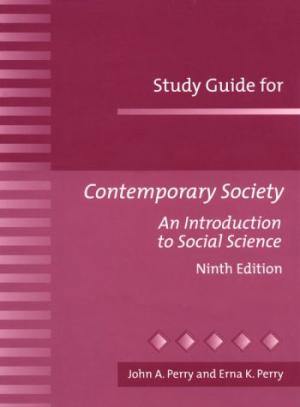 Study Guide for
Contemporary Society
An Introduction
to Social Science
Ninth Edition
John A. Perry and Erna K. Perry